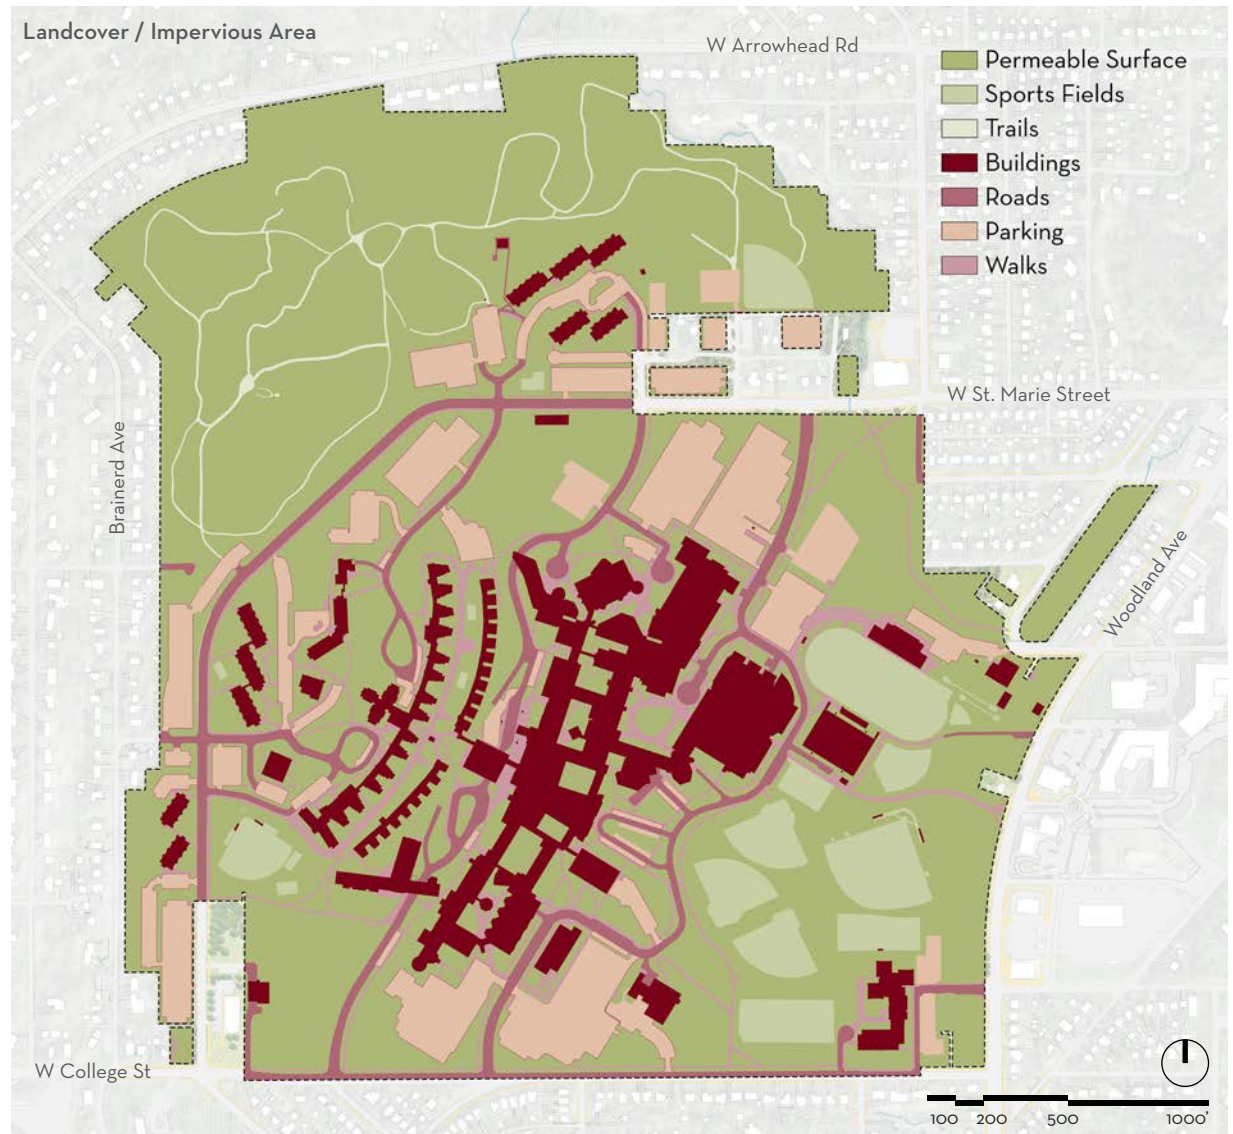 Landcover / Impervious Area
W Arrowhead Rd
Permeable Surface
Sports Fields
Trails
Buildings
Roads
Parking
Walks
W St. Marie Street
Brainerd Ave
Woodland Ave
W College St
100 200 500 1000'